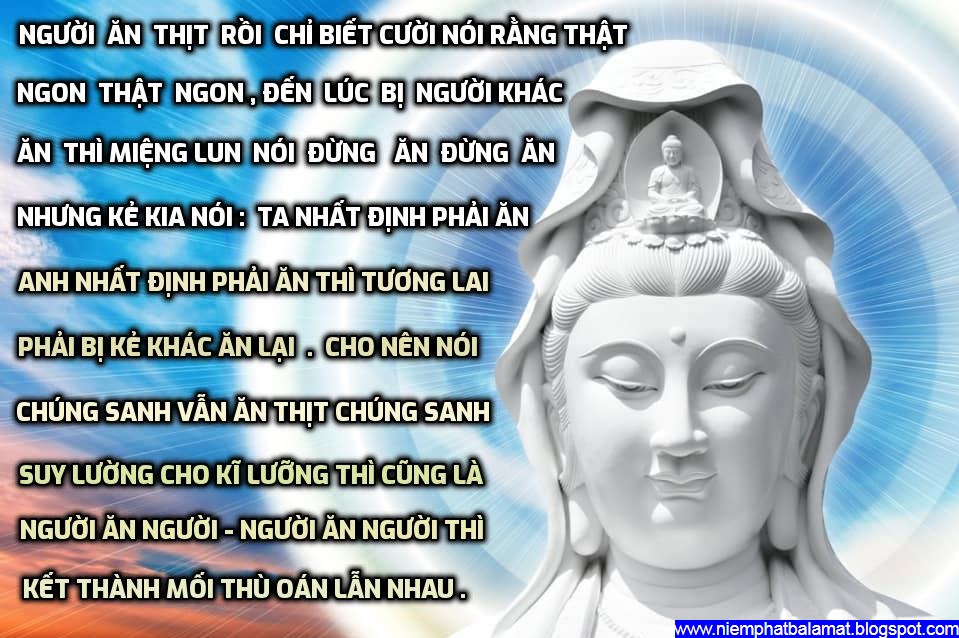 NGƯỜI ĂN THỊT RỒI CHỈ BIẾT CƯỜI NÓI RẰNG THẬT
NGON THẬT NGON , ĐẾN LÚC BỊ NGƯỜI KHÁC
ĂN THÌ MIỆNG LUN NÓI ĐỪNG ĂN ĐỪNG ĂN
NHƯNG KẺ KIA NÓI : TA NHẤT ĐỊNH PHẢI ĂN
ANH NHẤT ĐỊNH PHẢI ĂN THÌ TƯƠNG LAI
PHẢI BỊ KẺ KHÁC ĂN LẠI . CHO NÊN NÓI
CHÚNG SANH VẪN ĂN THỊT CHÚNG SANH
SUY LƯỜNG CHO KĨ LƯỠNG THÌ CŨNG LÀ
NGƯỜI ĂN NGƯỜI - NGƯỜI ĂN NGƯỜI THÌ
KẾT THÀNH MỐI THÙ OÁN LẪN NHAU .
www.niemphatbalamat.blogspot.com